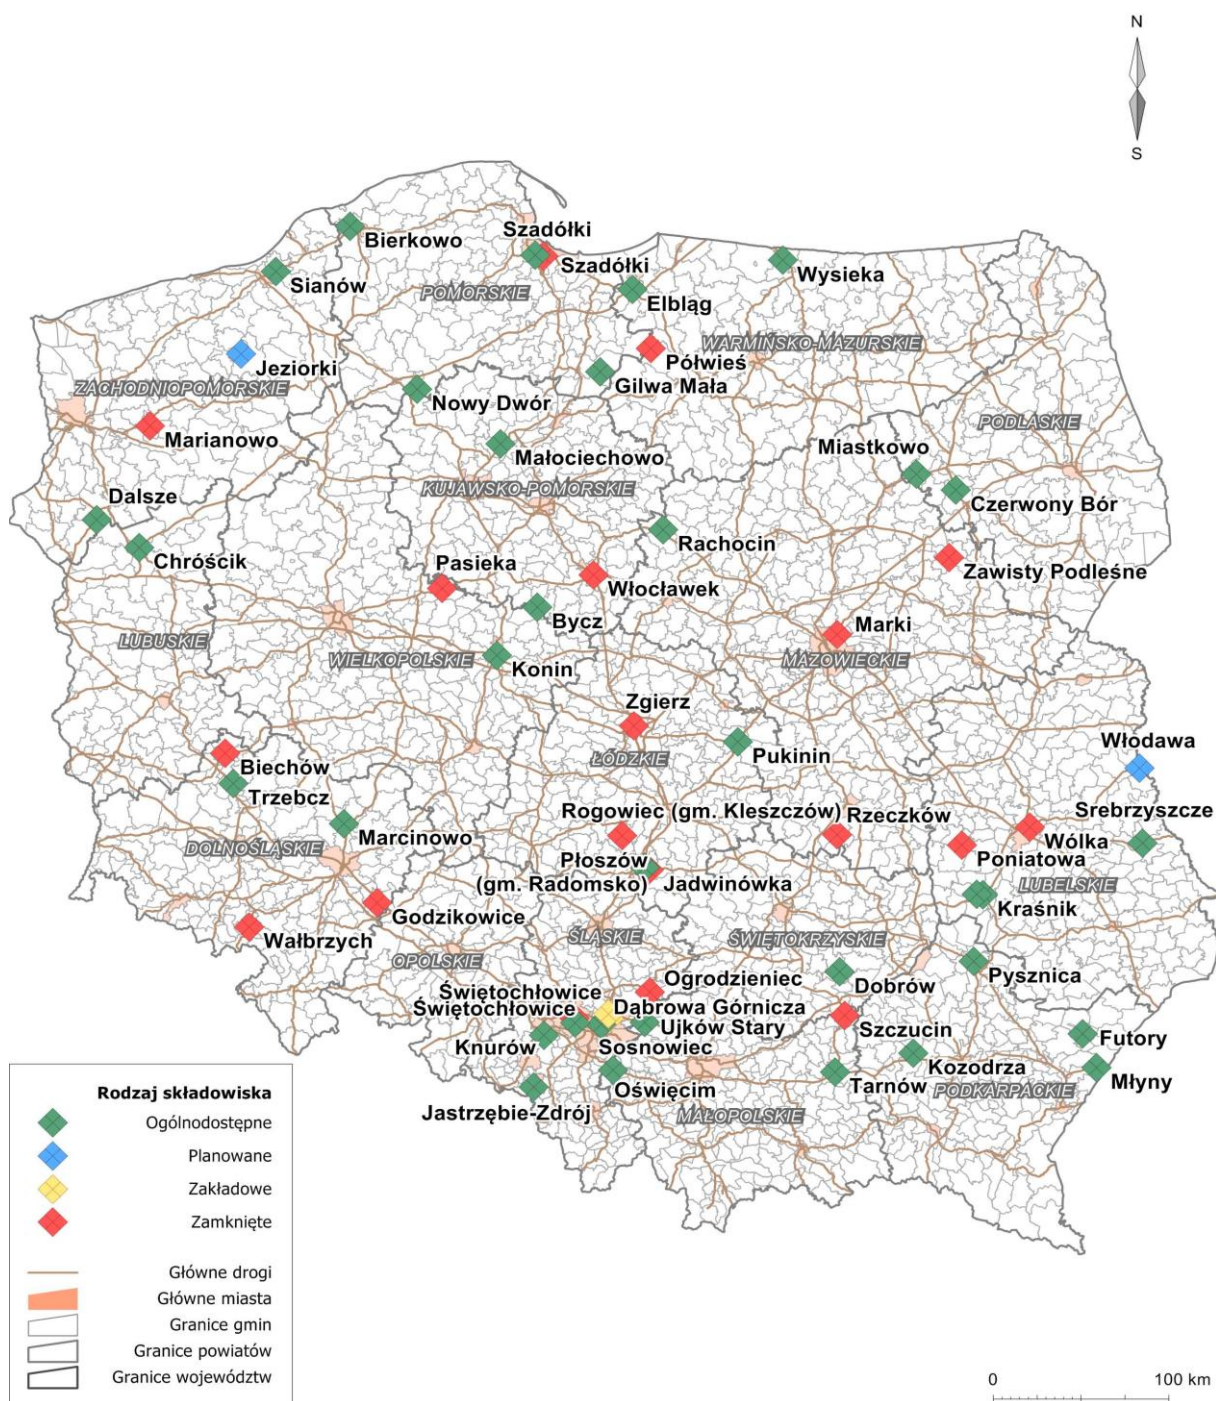 N
S
Szadółki
Bierkowo
Szadółki
Wysieka
Sianów
POMORSKIE
Elbląg
WARMIŃSKO-MAZURSKIE
Półwieś
Jeziorki
ZACHODNIOPOMORSKIE
Gilwa Mała
Nowy Dwór
PODLASKIE
Marianowo
Miastkowo
Małociechowo
KUJAWSKO-POMORSKIE
Dalsze
Czerwony Bór
Rachocin
Chróścik
Pasieka
Zawisty Podleśne
Włocławek
Bycz
Marki
LUBUSKIE
WIELKOPOLSKIE
MAZOWIECKIE
Konin
Zgierz
Włodawa
Pukinin
ŁÓDZKIE
Biechów
Trzebcz
Rogowiec (gm. Kleszczów)
Rzeczków
Srebrzyszcze
Marcinowo
Wólka
DOLNOŚLĄSKIE
Płoszów
(gm. Radomsko)
Jadwinówka
Poniatowa
LUBELSKIE
Kraśnik
Godzikowice
Wałbrzych
ŚLĄSKIE
ŚWIĘTOKRZYSKIE
OPOLSKIE
Ogrodzieniec
Dobrów
Pysznica
Świętochłowice
Świętochłowice
Dąbrowa Górnicza
Ujków Stary
Szczucin
Futory
Knurów
Sosnowiec
Kozodrza
Młyny
Oświęcim
Tarnów
PODKARPACKIE
Jastrzębie-Zdrój
MAŁOPOLSKIE
Rodzaj składowiska
Ogólnodostępne
Planowane
Zakładowe
Zamknięte
Główne drogi
Główne miasta
Granice gmin
Granice powiatów
Granice województw
0 100 km